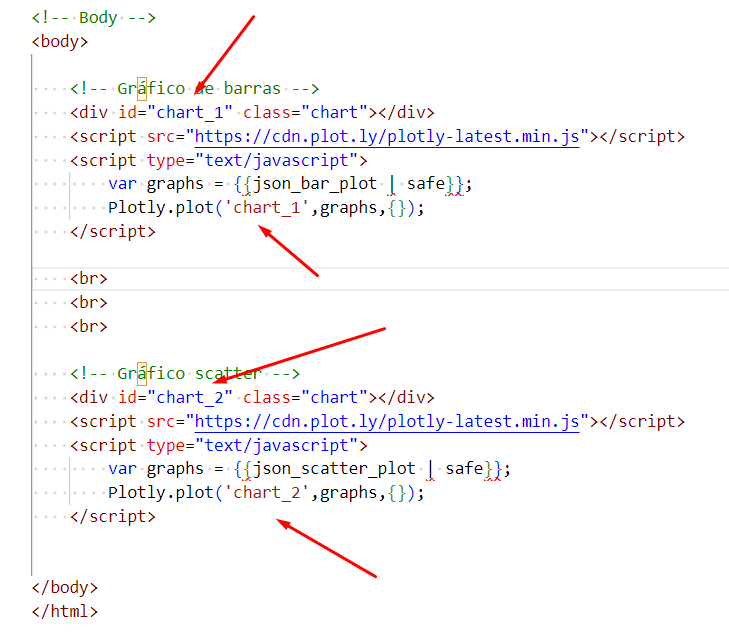 <!-- Body -->
<body>
<!-- Gráfico de barras -->
<div id="chart_1" class="chart"></div>
<script src="https://cdn.plot.ly/plotly-latest.min.js"></script>
<script type="text/javascript">
var graphs = {{json_bar_plot | safe}};
Plotly.plot('chart_1',graphs,{});
</script>
<br>
<br>
<br>
<!-- Gráfico scatter -->
<div id="chart_2" class="chart"></div>
<script src="https://cdn.plot.ly/plotly-latest.min.js"></script>
<script type="text/javascript">
var graphs = {{json_scatter_plot | safe}};
Plotly.plot('chart_2',graphs,{});
</script>
</body>
</html>